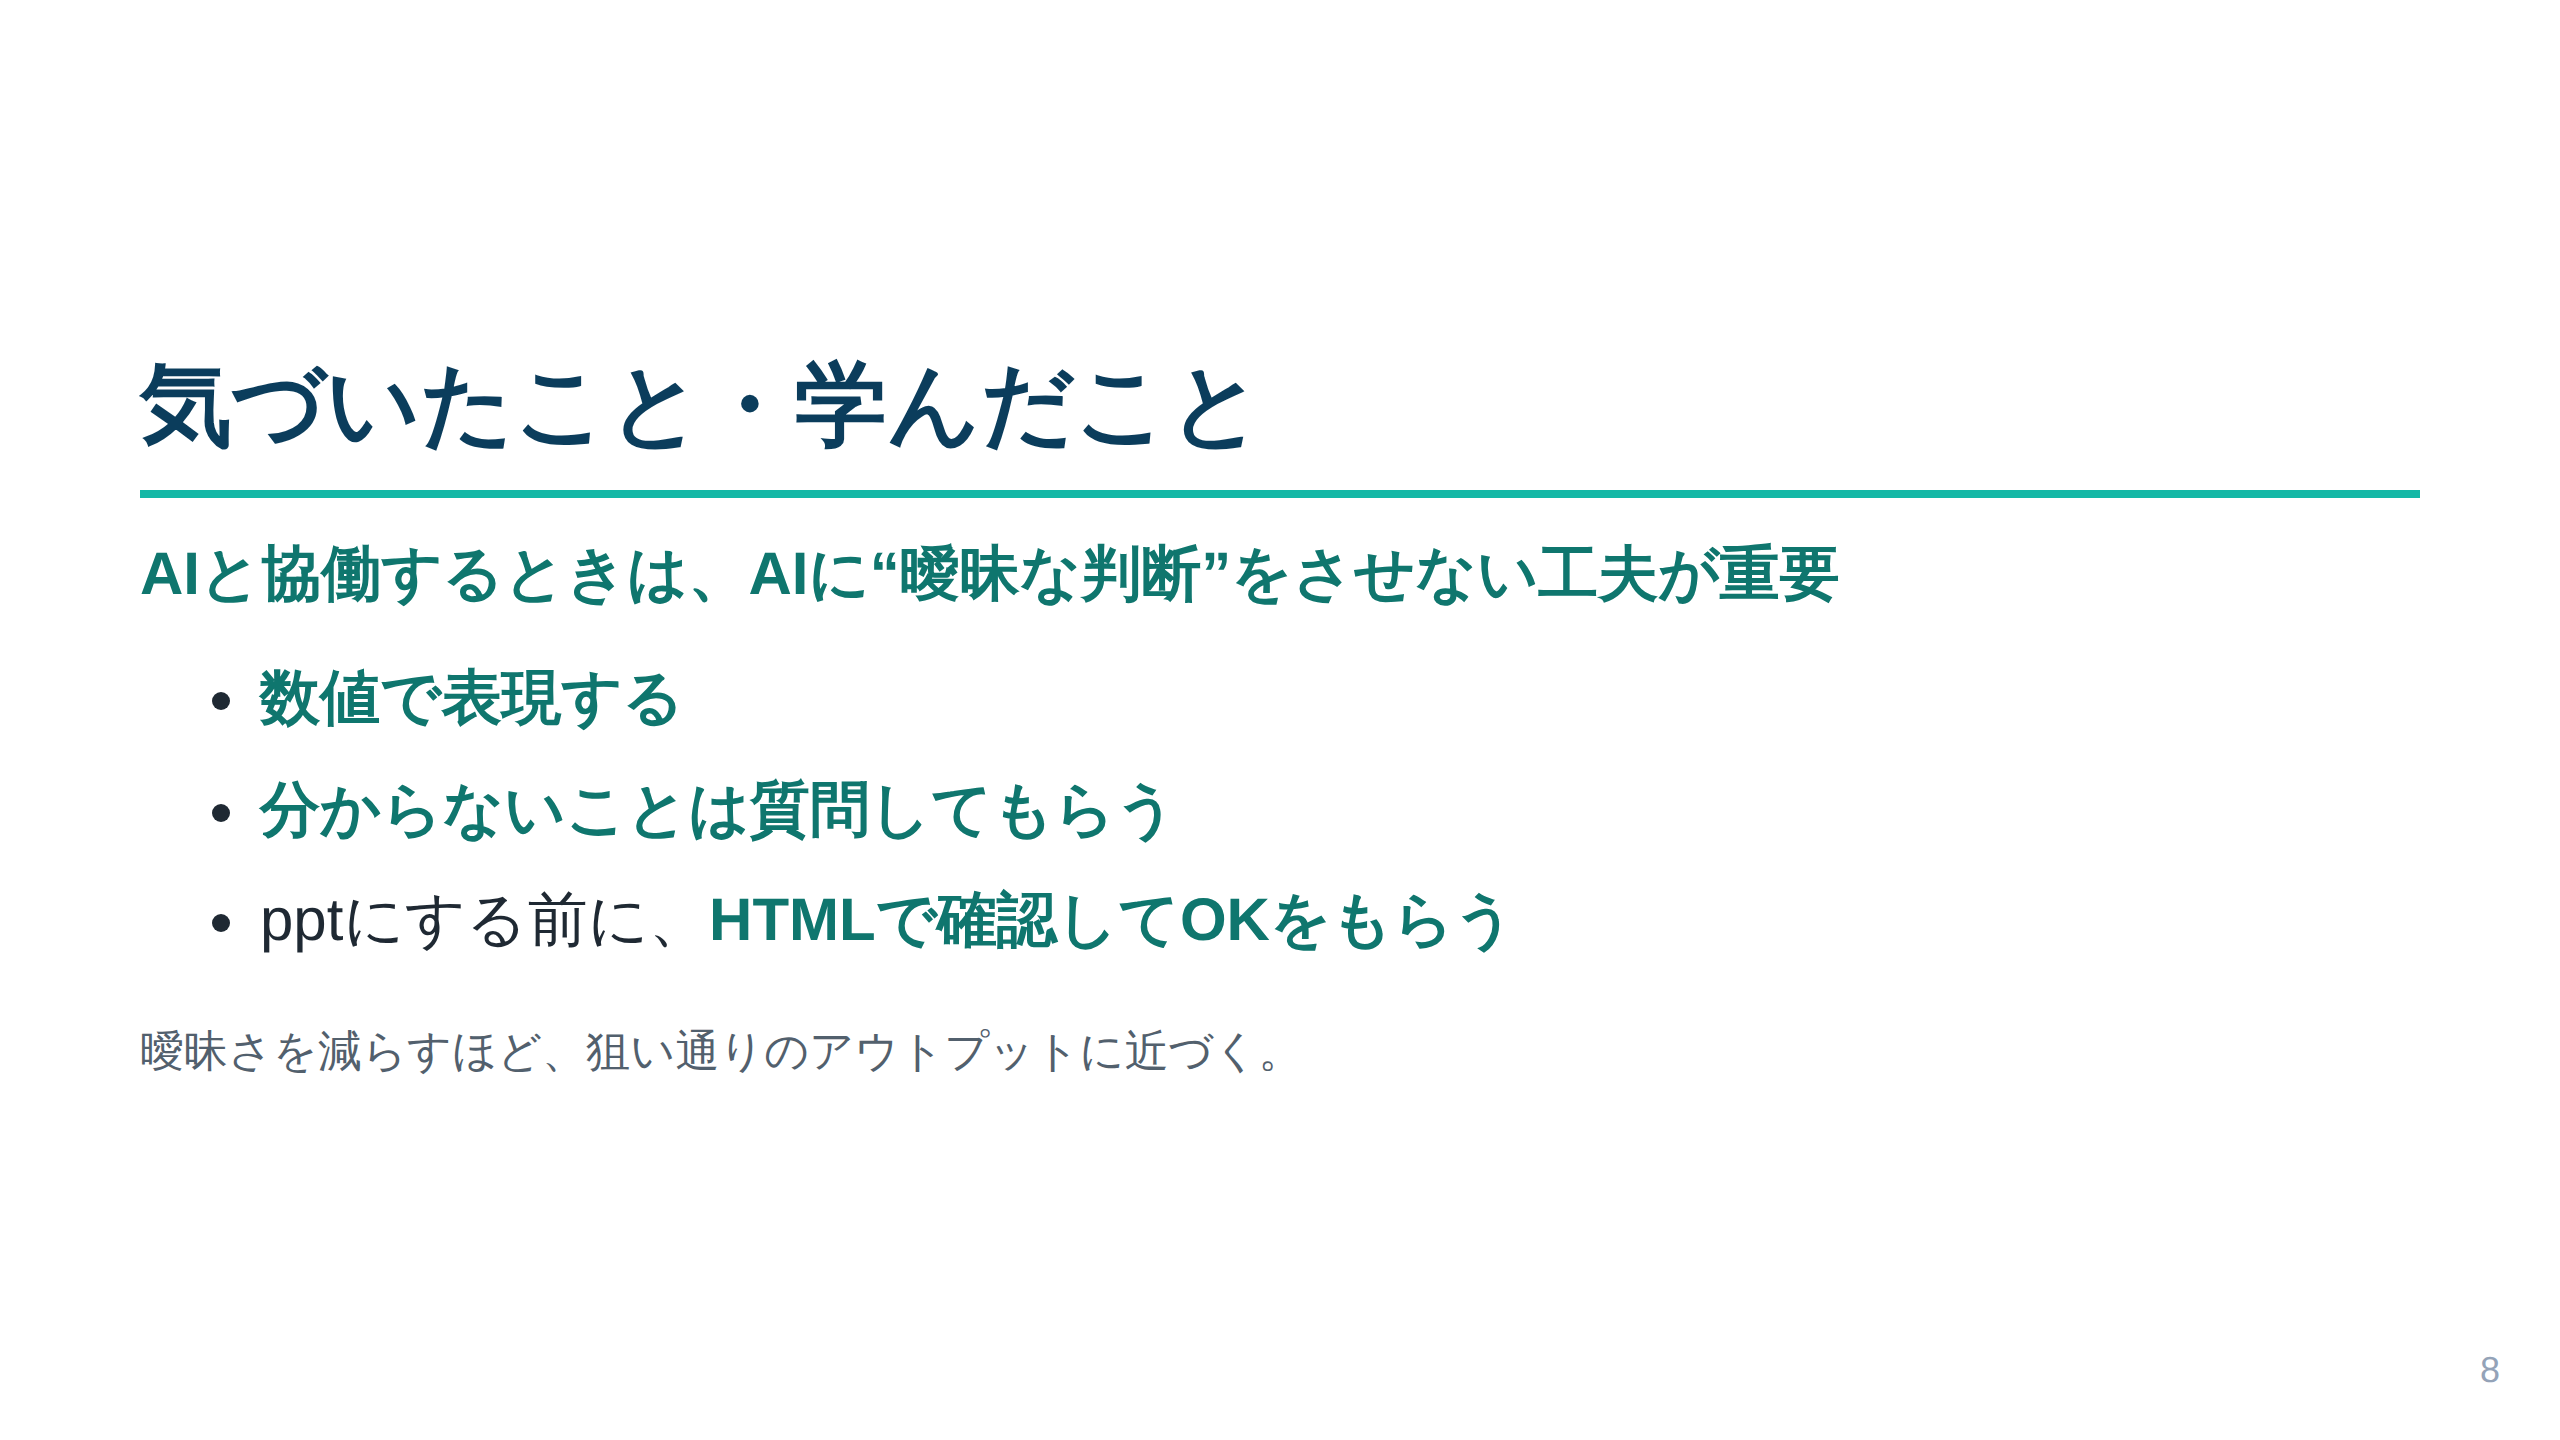 気づいたこと・学んだこと
AIと協働するときは、AIに“曖昧な判断”をさせない工夫が重要
• 数値で表現する
• 分からないことは質問してもらう
• pptにする前に、HTMLで確認してOKをもらう
曖昧さを減らすほど、狙い通りのアウトプットに近づく。
8